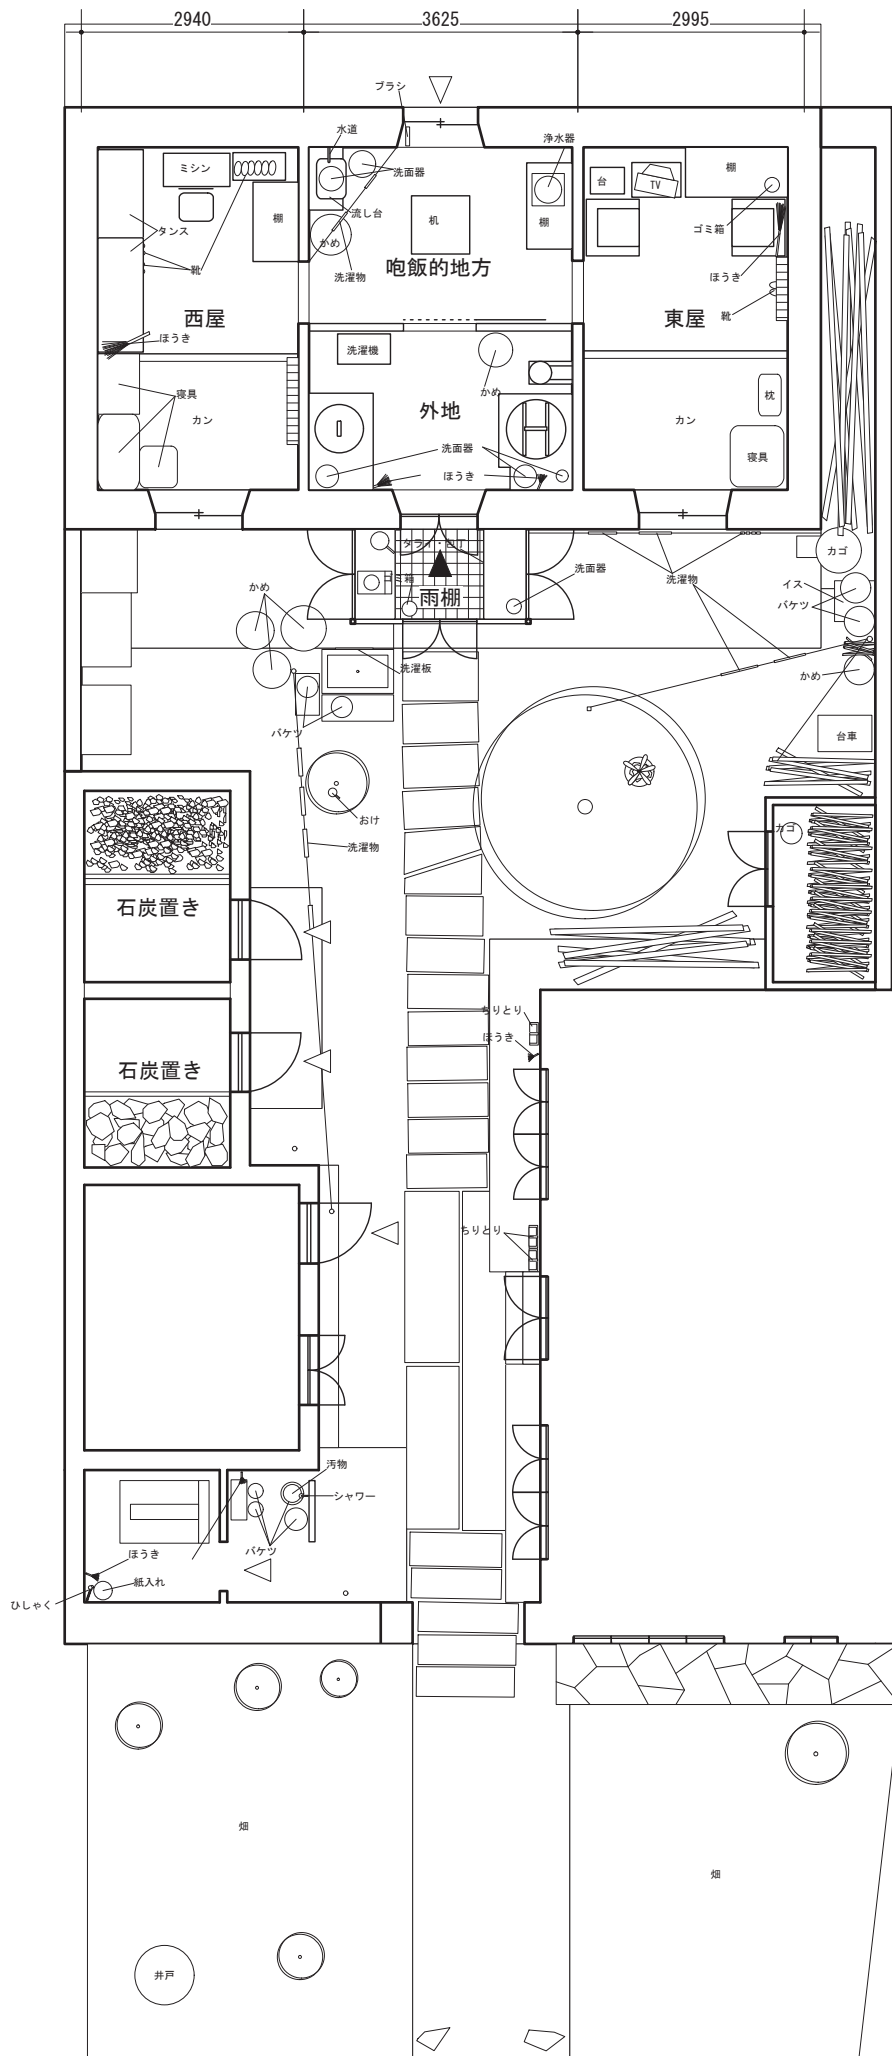 2940 3625 2995
ブラシ
水道
浄水器
ミシン
洗面器
台
TV
棚
棚
流し台
机
棚
ゴミ箱
タンス
かめ
靴
洗濯物
咆飯的地方
ほうき
西屋
東屋
靴
ほうき
洗濯機
寝具
カン
かめ
外地
カン
枕
洗面器
寝具
ほうき
タライ・包丁
カゴ
ゴミ箱
洗面器
洗濯物
イス
かめ
雨棚
バケツ
洗濯板
かめ
バケツ
台車
おけ
カゴ
洗濯物
石炭置き
ちりとり
ほうき
石炭置き
ちりとり
汚物
シャワー
バケツ
ほうき
紙入れ
ひしゃく
畑
畑
井戸